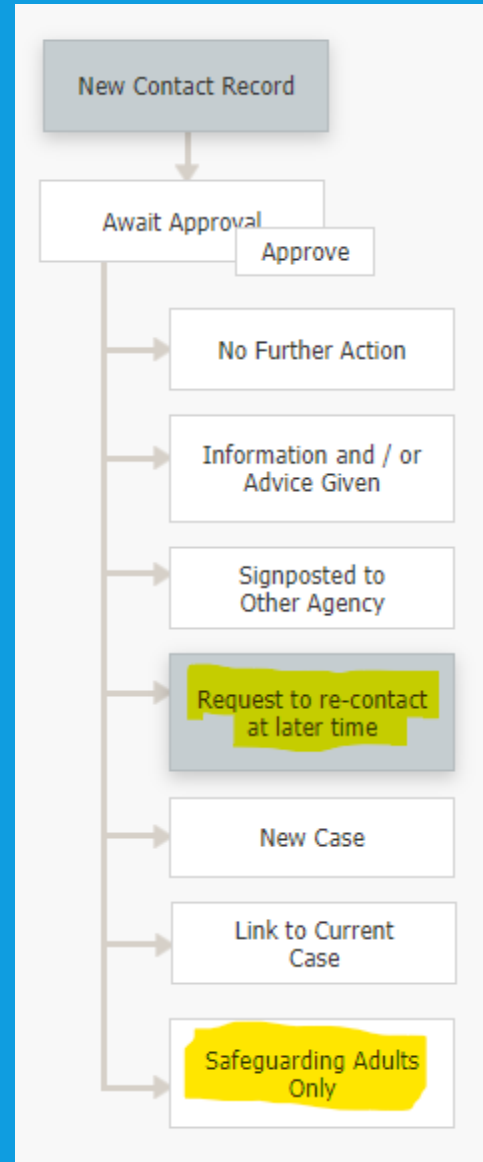 New Contact Record
Await Approval
Approve
No Further Action
Information and / or
Advice Given
Signposted to
Other Agency
Request to re-contact
at later time
New Case
Link to Current
Case
Safeguarding Adults
Only